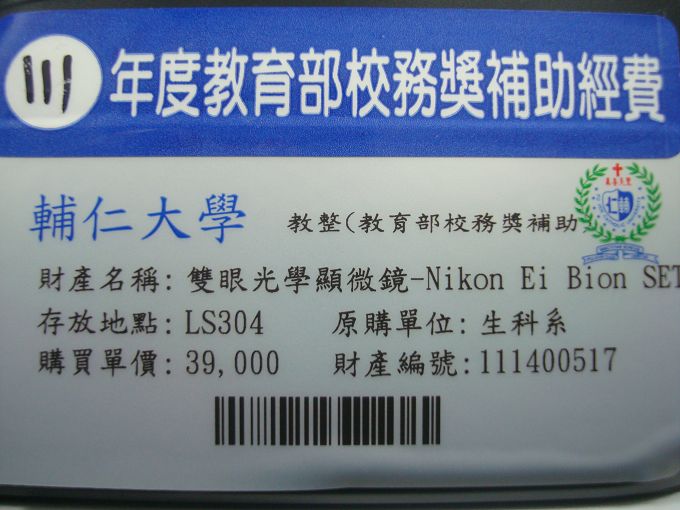 111 年度教育部校務獎補助經費
輔仁大學 教整(教育部校務獎補助
財產名稱: 雙眼光學顯微鏡-Nikon Ei Bion SET
存放地點: LS304 原購單位: 生科系
購買單價: 39,000 財產編號: 111400517